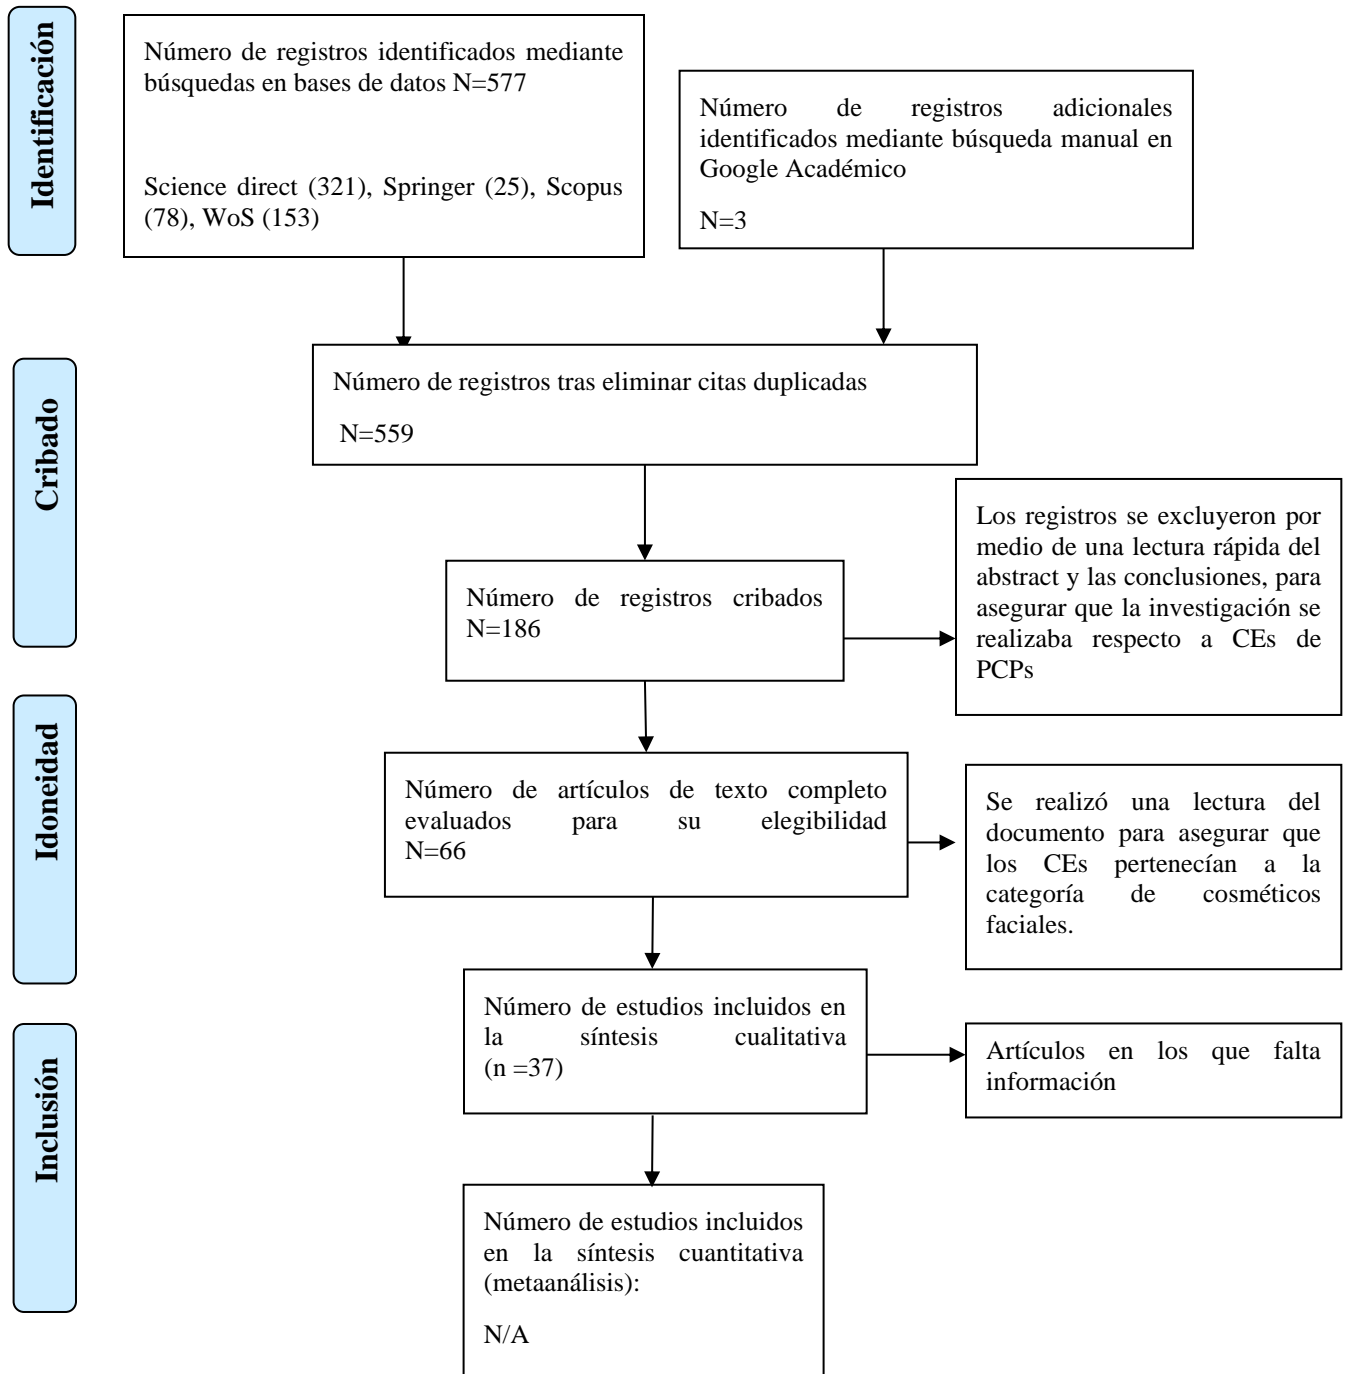 Identificación
Número de registros identificados mediante
búsquedas en bases de datos N=577
Science direct (321), Springer (25), Scopus
(78), WoS (153)
Número de registros adicionales
identificados mediante búsqueda manual en
Google Académico
N=3
Cribado
Número de registros tras eliminar citas duplicadas
N=559
Número de registros cribados
N=186
Los registros se excluyeron por
medio de una lectura rápida del
abstract y las conclusiones, para
asegurar que la investigación se
realizaba respecto a CEs de
PCPs
Idoneidad
Número de artículos de texto completo
evaluados para su elegibilidad
N=66
Se realizó una lectura del
documento para asegurar que
los CEs pertenecían a la
categoría de cosméticos
faciales.
Número de estudios incluidos en
la síntesis cualitativa
(n =37)
Artículos en los que falta
información
Inclusión
Número de estudios incluidos
en la síntesis cuantitativa
(metaanálisis):
N/A